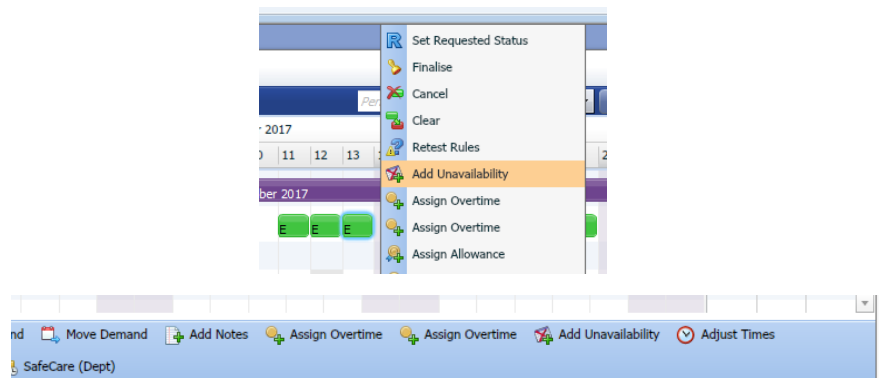 Set Requested Status
Finalise
Cancel
Clear
2017
Retest Rules
11 12 13
Add Unavailability
2017
Assign Overtime
E E E
Assign Overtime
Assign Allowance
Move Demand Add Notes Assign Overtime Assign Overtime Add Unavailability Adjust Times
SafeCare (Dept)